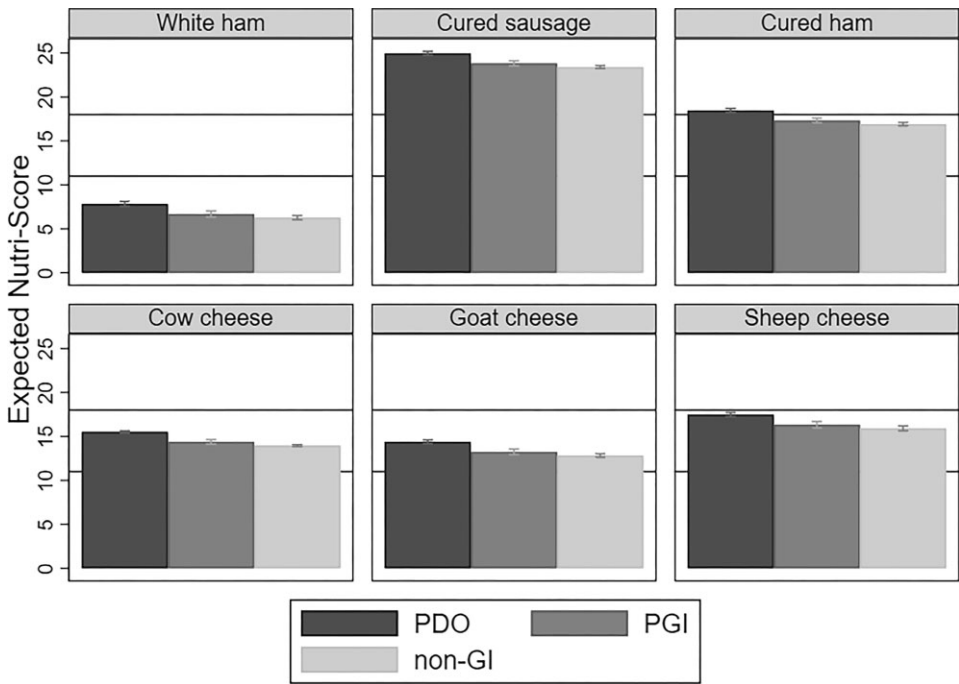 White ham
Cured sausage
Cured ham
25
20
15
10
5
0
Cow cheese
Goat cheese
Sheep cheese
25
20
15
10
5
0
Expected Nutri-Score
PDO
PGI
non-GI